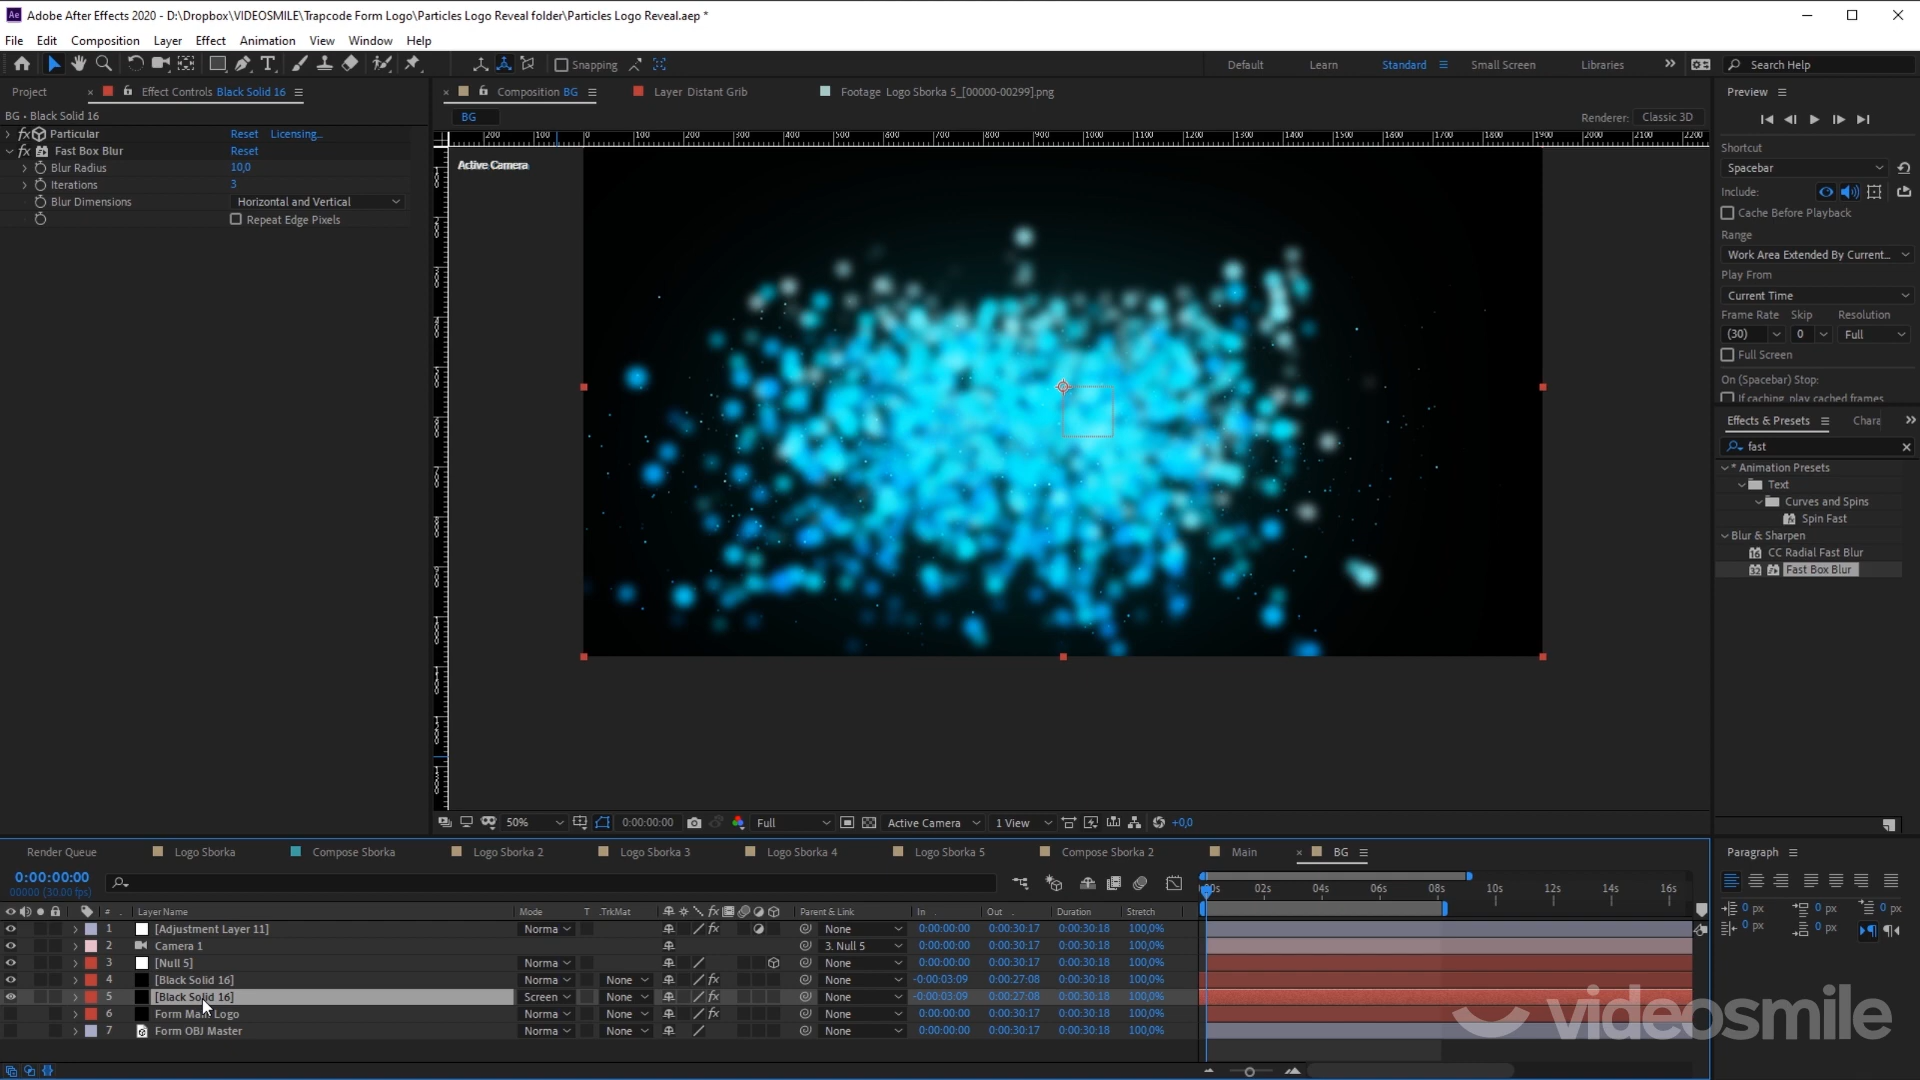 Adobe After Effects 2020 - D:\Dropbox\VIDEOSMILE\Trapcode Form Logo\Particles Logo Reveal folder\Particles Logo Reveal.aep *
File Edit Composition Layer Effect Animation View Window Help
Snapping Default Learn Standard Small Screen Libraries Search Help
Project Effect Controls Black Solid 16 Composition BG Layer Distant Grib Footage Logo Sborka 5_[00000-00299].png Preview
BG • Black Solid 16
BG Renderer: Classic 3D
fx Particular Reset Licensing...
fx Fast Box Blur Reset
Blur Radius 10,0
Iterations 3
Blur Dimensions Horizontal and Vertical
Repeat Edge Pixels
Active Camera
Shortcut
Spacebar
Include:
Cache Before Playback
Range
Work Area Extended By Current...
Play From
Current Time
Frame Rate Skip Resolution
(30) 0 Full
Full Screen
On (Spacebar) Stop:
If caching, play cached frames
Effects & Presets Chara
fast
* Animation Presets
Text
Curves and Spins
Spin Fast
Blur & Sharpen
CC Radial Fast Blur
Fast Box Blur
50% 0:00:00:00 Full Active Camera 1 View +0,0
Render Queue Logo Sborka Compose Sborka Logo Sborka 2 Logo Sborka 3 Logo Sborka 4 Logo Sborka 5 Compose Sborka 2 Main BG Paragraph
0:00:00:00
00000 (30.00 fps)
02s 04s 06s 08s 10s 12s 14s 16s
# Layer Name Mode T .TrkMat Parent & Link In Out Duration Stretch
1 [Adjustment Layer 11] Norma None 0:00:00:00 0:00:30:17 0:00:30:18 100,0%
2 Camera 1 3. Null 5 0:00:00:00 0:00:30:17 0:00:30:18 100,0%
3 [Null 5] Norma None 0:00:00:00 0:00:30:17 0:00:30:18 100,0%
4 [Black Solid 16] Norma None None -0:00:03:09 0:00:27:08 0:00:30:18 100,0%
5 [Black Solid 16] Screen None None -0:00:03:09 0:00:27:08 0:00:30:18 100,0%
6 Form Main Logo Norma None None 0:00:00:00 0:00:30:17 0:00:30:18 100,0%
7 Form OBJ Master Norma None None 0:00:00:00 0:00:30:17 0:00:30:18 100,0%
0 px 0 px 0 px
0 px 0 px
videosmile